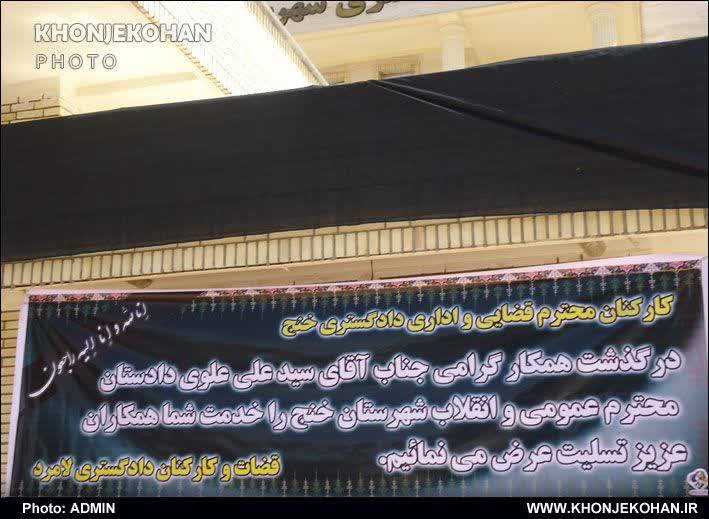 KHONJEKOHAN
PHOTO
انا لله و انا الیه راجعون
کارکنان محترم قضایی و اداری دادگستری خنج
درگذشت همکار گرامی جناب آقای سید علی علوی دادستان
محترم عمومی و انقلاب شهرستان خنج را خدمت شما همکاران
عزیز تسلیت عرض می نمائیم.
قضات و کارکنان دادگستری لامرد
Photo: ADMIN
WWW.KHONJEKOHAN.IR